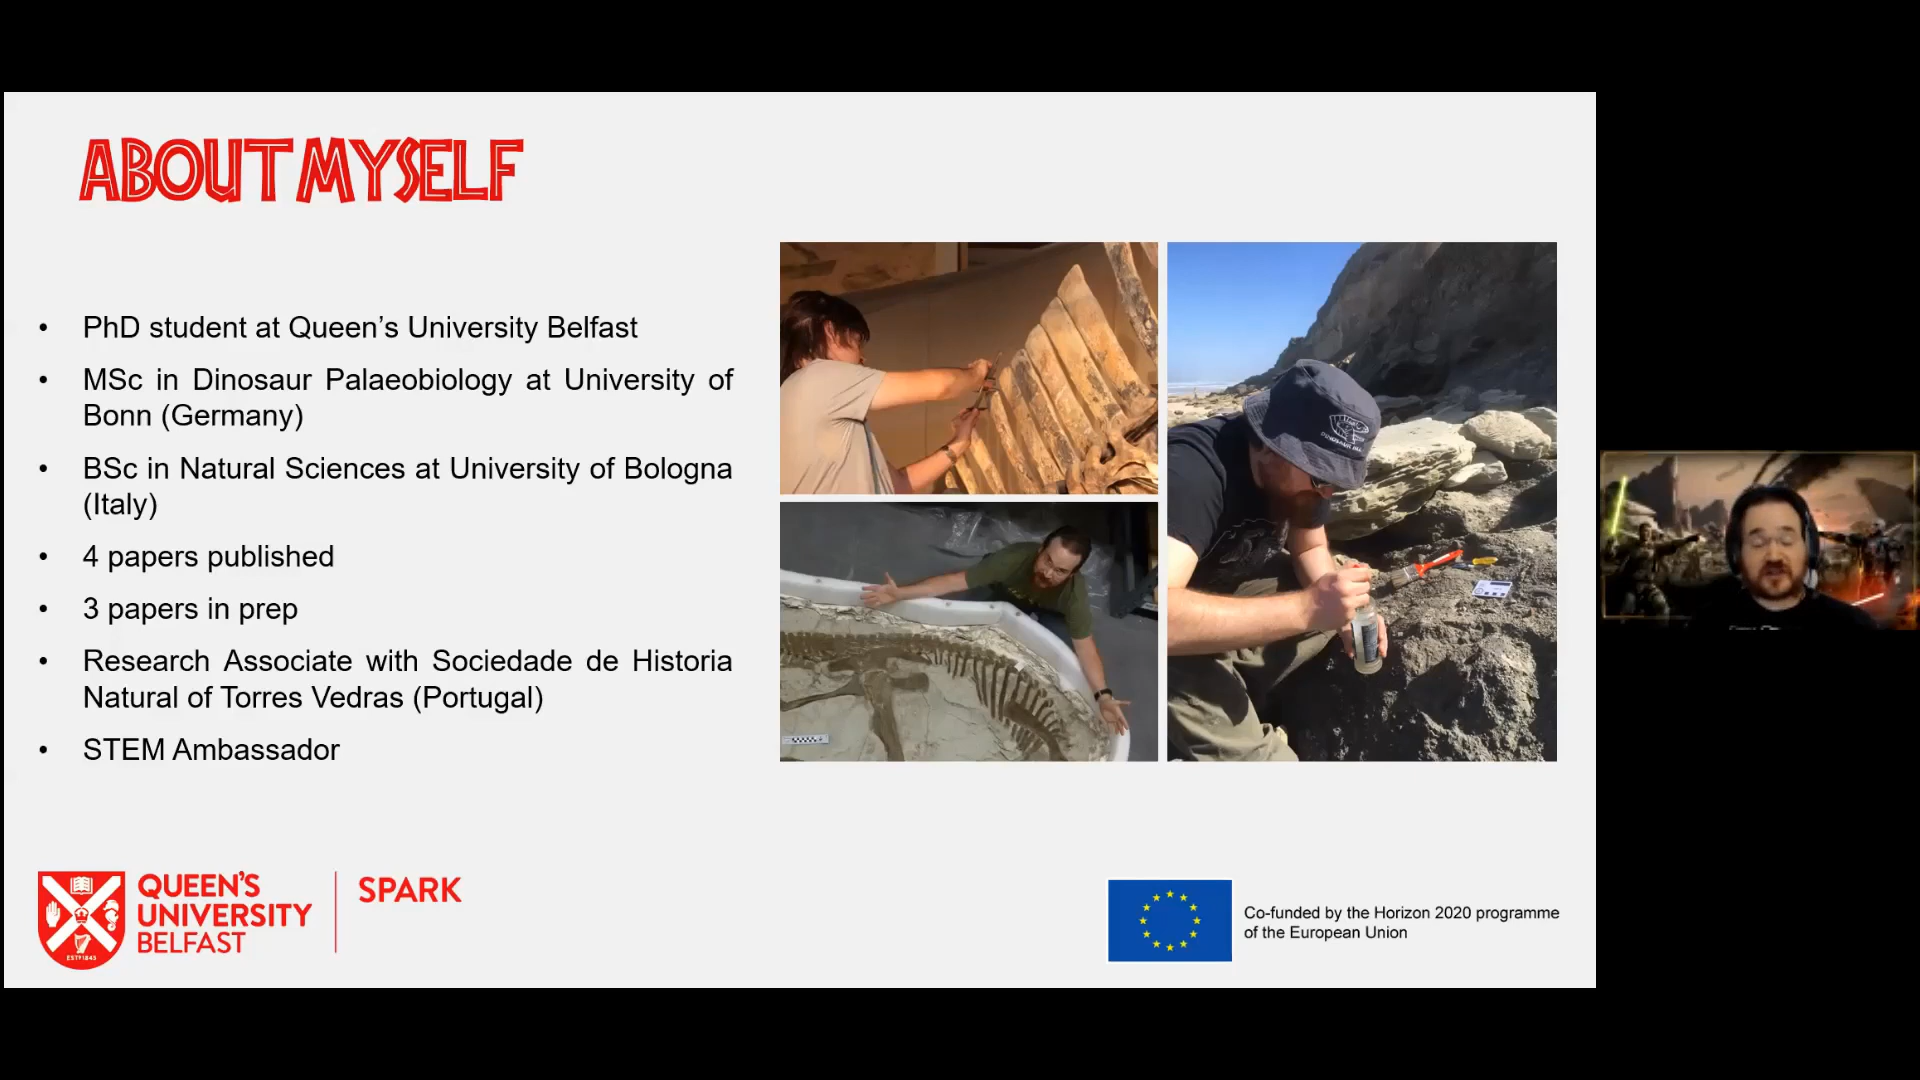 ABOUT MYSELF
• PhD student at Queen’s University Belfast
• MSc in Dinosaur Palaeobiology at University of
Bonn (Germany)
• BSc in Natural Sciences at University of Bologna
(Italy)
• 4 papers published
• 3 papers in prep
• Research Associate with Sociedade de Historia
Natural of Torres Vedras (Portugal)
• STEM Ambassador
QUEEN’S
UNIVERSITY
BELFAST
ESTD1845
SPARK
Co-funded by the Horizon 2020 programme
of the European Union